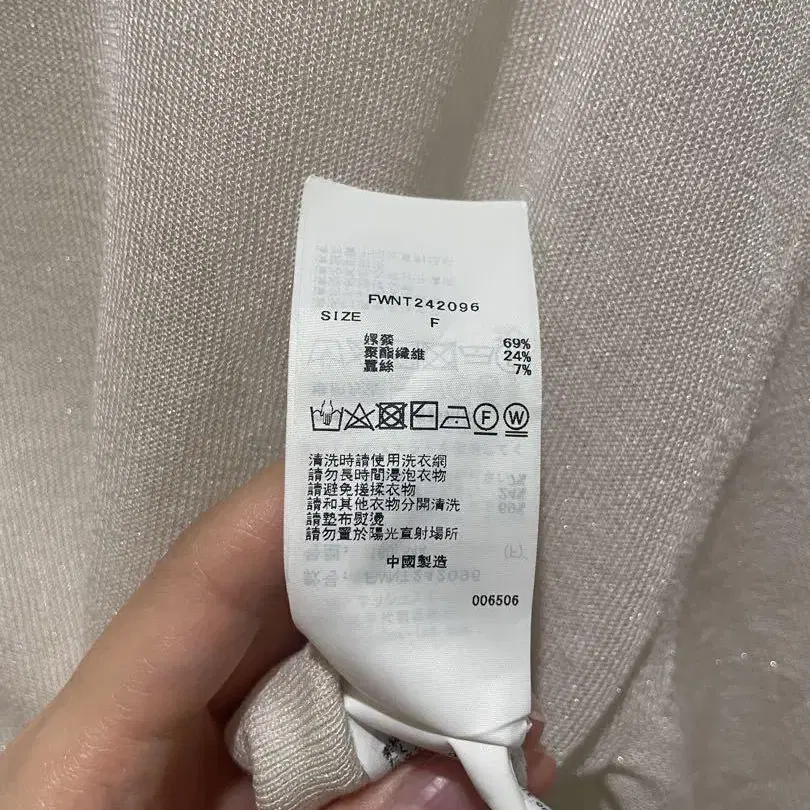 FWNT242096
SIZE F
嫘縈 69%
聚酯纖維 24%
蠶絲 7%
F W
清洗時請使用洗衣網
請勿長時間浸泡衣物
請避免搓揉衣物
請和其他衣物分開清洗
請墊布熨燙
請勿置於陽光直射場所
中國製造
006506